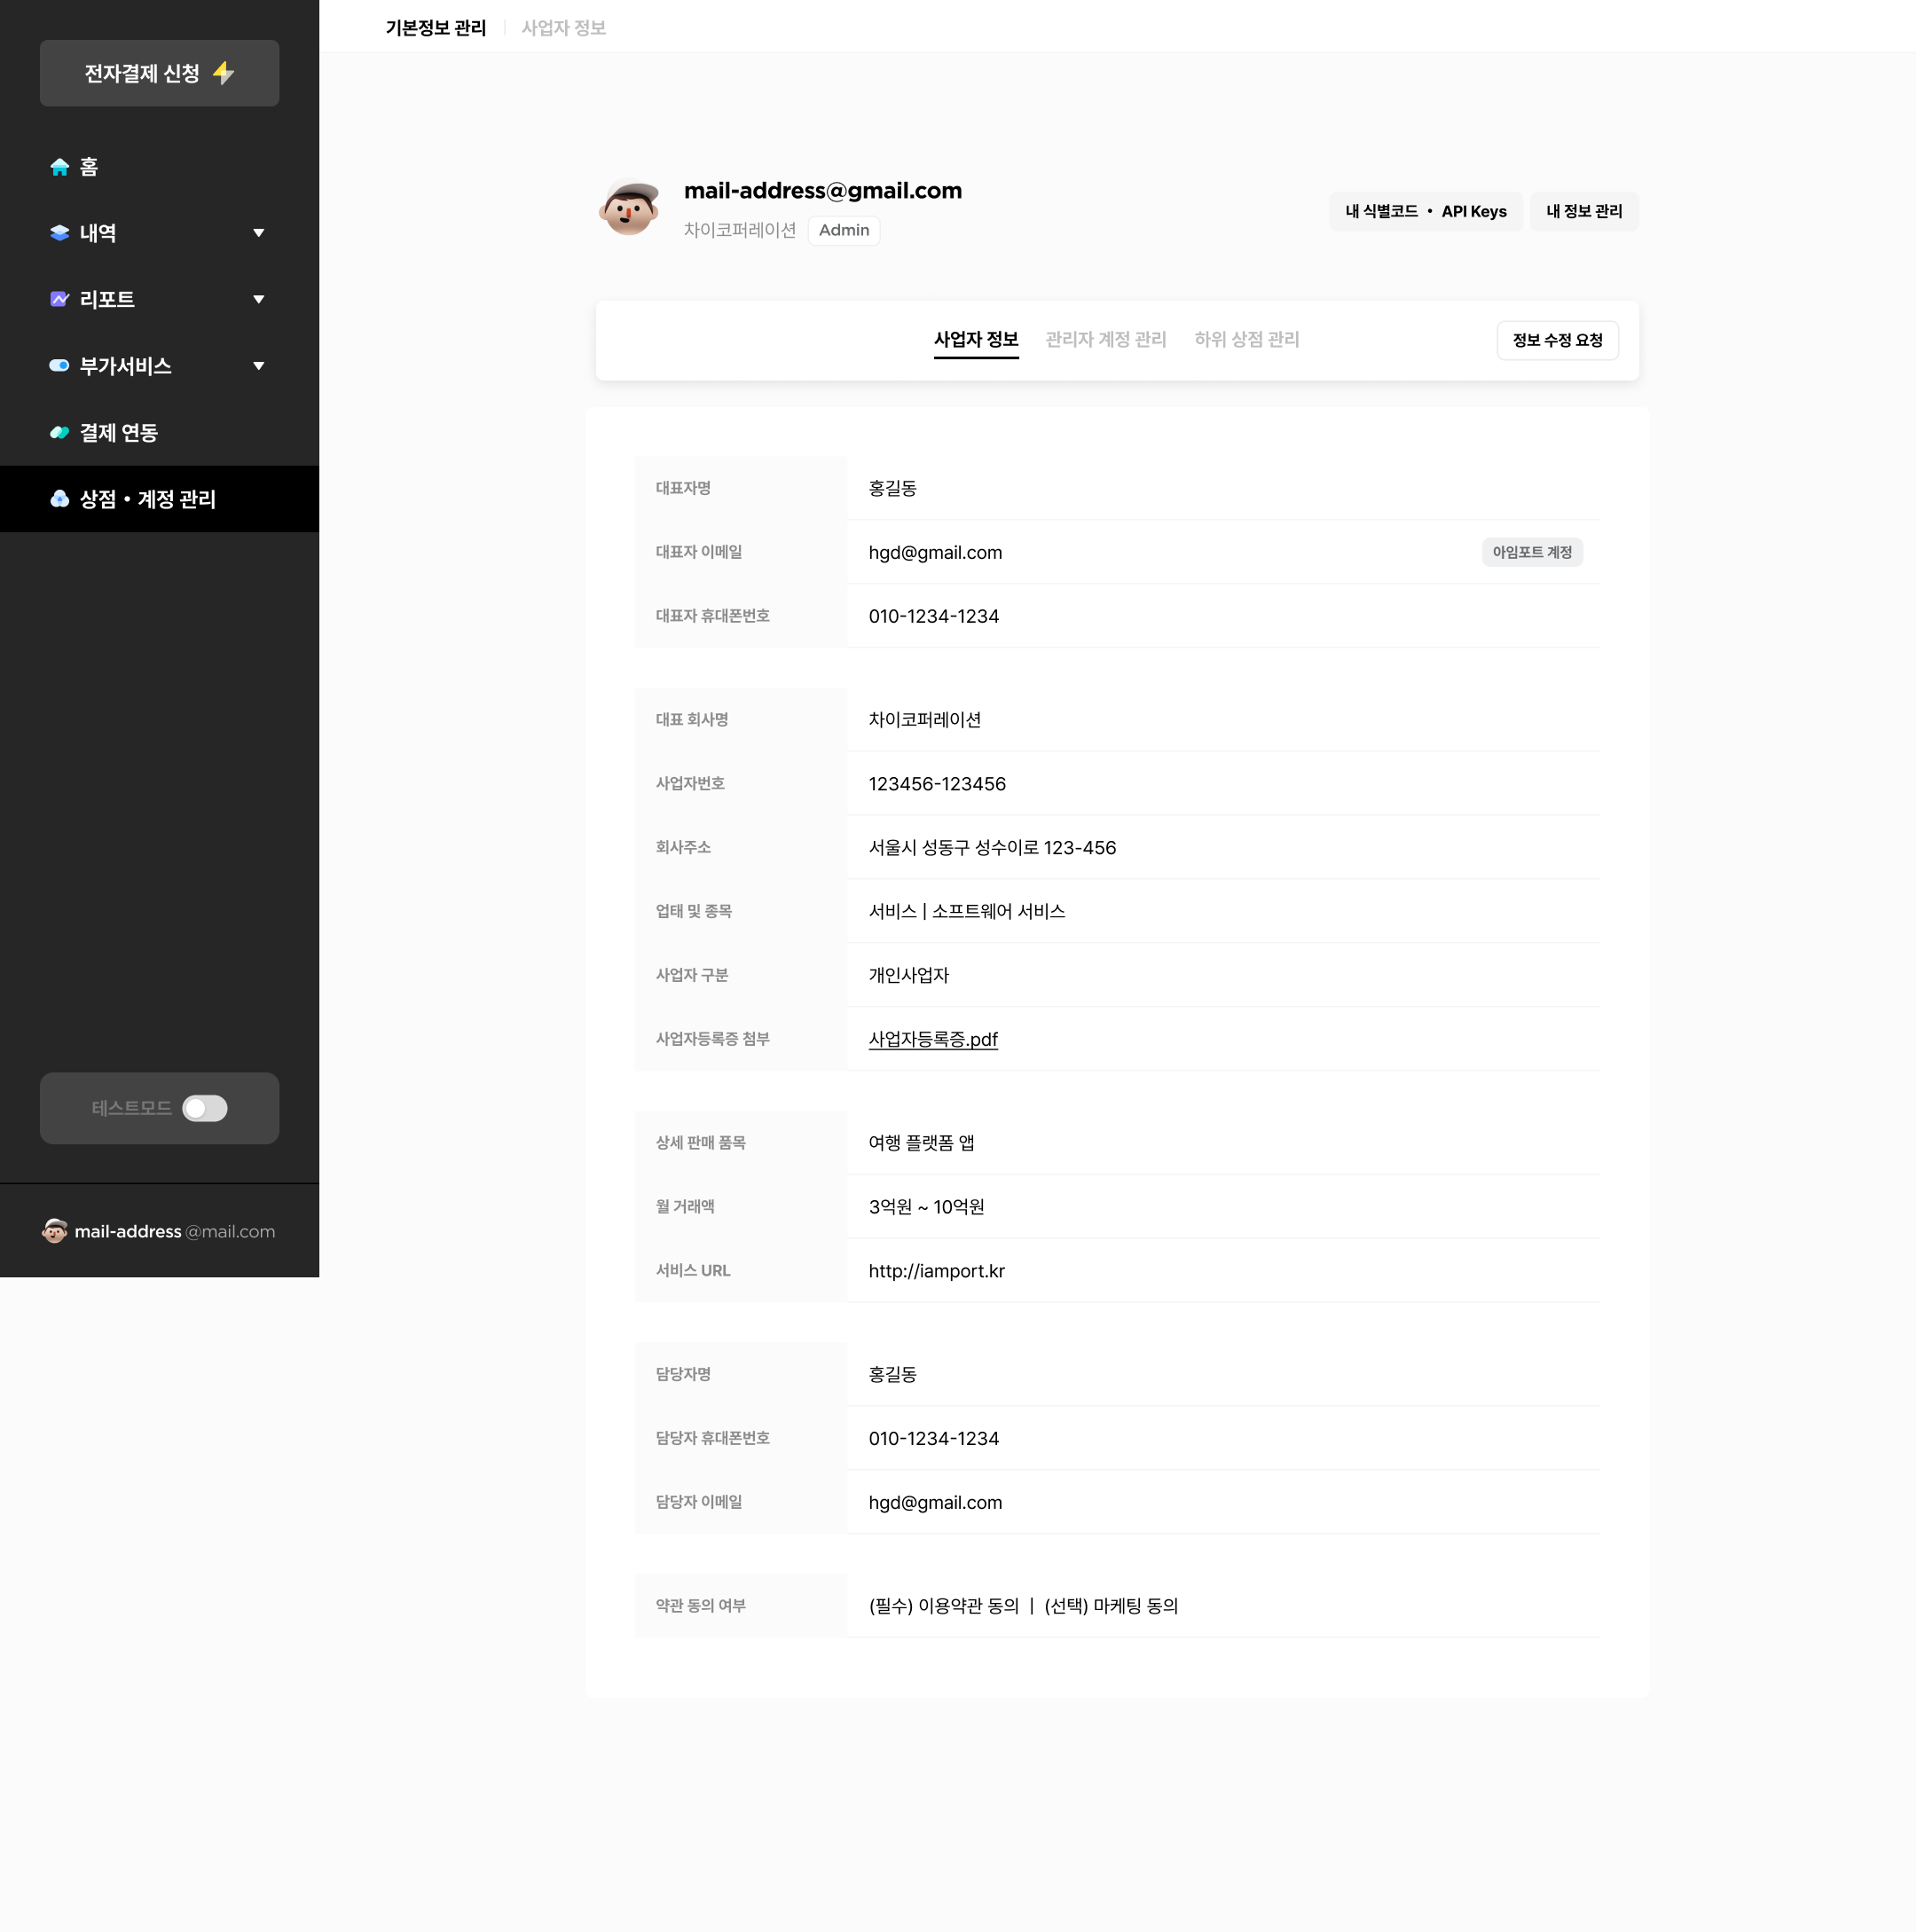 전자결제 신청
홈
내역
리포트
부가서비스
결제 연동
상점 • 계정 관리
테스트모드
mail-address @mail.com
기본정보 관리 사업자 정보
mail-address@gmail.com
차이코퍼레이션 Admin
내 식별코드 • API Keys 내 정보 관리
사업자 정보 관리자 계정 관리 하위 상점 관리 정보 수정 요청
대표자명 홍길동
대표자 이메일 hgd@gmail.com 아임포트 계정
대표자 휴대폰번호 010-1234-1234
대표 회사명 차이코퍼레이션
사업자번호 123456-123456
회사주소 서울시 성동구 성수이로 123-456
업태 및 종목 서비스 | 소프트웨어 서비스
사업자 구분 개인사업자
사업자등록증 첨부 사업자등록증.pdf
상세 판매 품목 여행 플랫폼 앱
월 거래액 3억원 ~ 10억원
서비스 URL http://iamport.kr
담당자명 홍길동
담당자 휴대폰번호 010-1234-1234
담당자 이메일 hgd@gmail.com
약관 동의 여부 (필수) 이용약관 동의 | (선택) 마케팅 동의